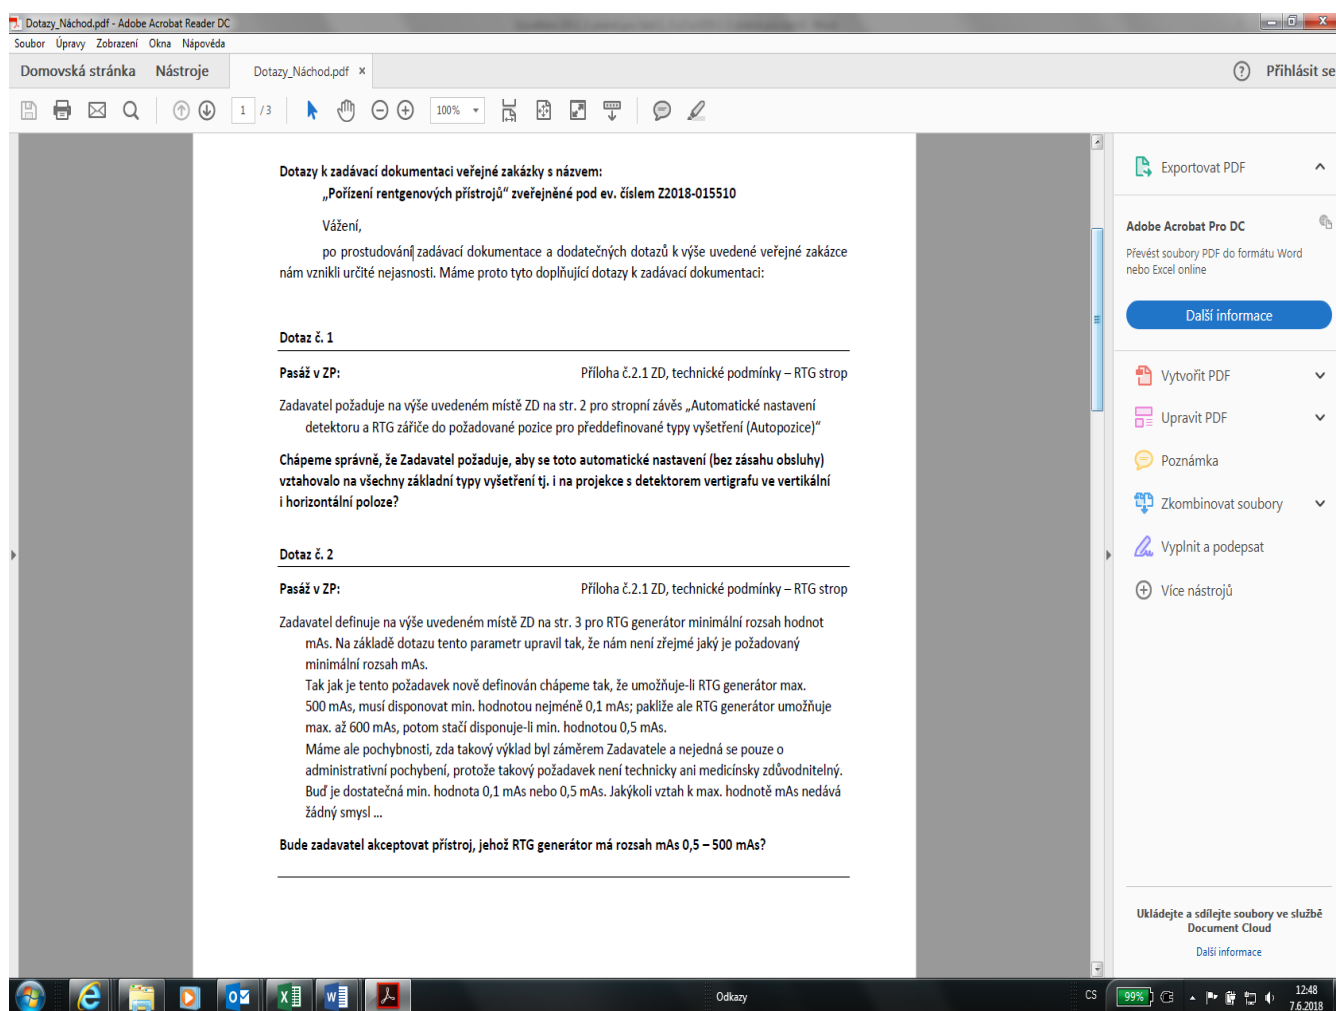 Dotazy_Náchod.pdf - Adobe Acrobat Reader DC
Soubor Úpravy Zobrazení Okna Nápověda
Domovská stránka Nástroje Dotazy_Náchod.pdf × Přihlásit se
1 /3 100%
Dotazy k zadávací dokumentaci veřejné zakázky s názvem:
„Pořízení rentgenových přístrojů“ zveřejněné pod ev. číslem Z2018-015510
Vážení,
po prostudování zadávací dokumentace a dodatečných dotazů k výše uvedené veřejné zakázce
nám vznikli určité nejasnosti. Máme proto tyto doplňující dotazy k zadávací dokumentaci:
Dotaz č. 1
Pasáž v ZP: Příloha č.2.1 ZD, technické podmínky – RTG strop
Zadavatel požaduje na výše uvedeném místě ZD na str. 2 pro stropní závěs „Automatické nastavení
detektoru a RTG zářiče do požadované pozice pro předdefinované typy vyšetření (Autopozice)“
Chápeme správně, že Zadavatel požaduje, aby se toto automatické nastavení (bez zásahu obsluhy)
vztahovalo na všechny základní typy vyšetření tj. i na projekce s detektorem vertigrafu ve vertikální
i horizontální poloze?
Dotaz č. 2
Pasáž v ZP: Příloha č.2.1 ZD, technické podmínky – RTG strop
Zadavatel definuje na výše uvedeném místě ZD na str. 3 pro RTG generátor minimální rozsah hodnot
mAs. Na základě dotazu tento parametr upravil tak, že nám není zřejmé jaký je požadovaný
minimální rozsah mAs.
Tak jak je tento požadavek nově definován chápeme tak, že umožňuje-li RTG generátor max.
500 mAs, musí disponovat min. hodnotou nejméně 0,1 mAs; pakliže ale RTG generátor umožňuje
max. až 600 mAs, potom stačí disponuje-li min. hodnotou 0,5 mAs.
Máme ale pochybnosti, zda takový výklad byl záměrem Zadavatele a nejedná se pouze o
administrativní pochybení, protože takový požadavek není technicky ani medicínsky zdůvodnitelný.
Buď je dostatečná min. hodnota 0,1 mAs nebo 0,5 mAs. Jakýkoli vztah k max. hodnotě mAs nedává
žádný smysl ...
Bude zadavatel akceptovat přístroj, jehož RTG generátor má rozsah mAs 0,5 – 500 mAs?
Exportovat PDF
Adobe Acrobat Pro DC
Převést soubory PDF do formátu Word
nebo Excel online
Další informace
Vytvořit PDF
Upravit PDF
Poznámka
Zkombinovat soubory
Vyplnit a podepsat
Více nástrojů
Ukládejte a sdílejte soubory ve službě
Document Cloud
Další informace
Odkazy CS 99% 12:48
7.6.2018